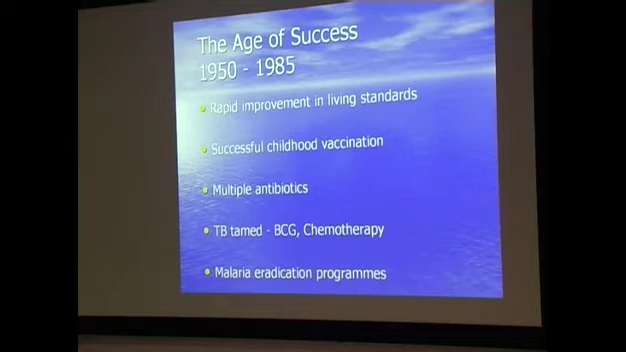 The Age of Success
1950 - 1985
Rapid improvement in living standards
Successful childhood vaccination
Multiple antibiotics
TB tamed - BCG, Chemotherapy
Malaria eradication programmes